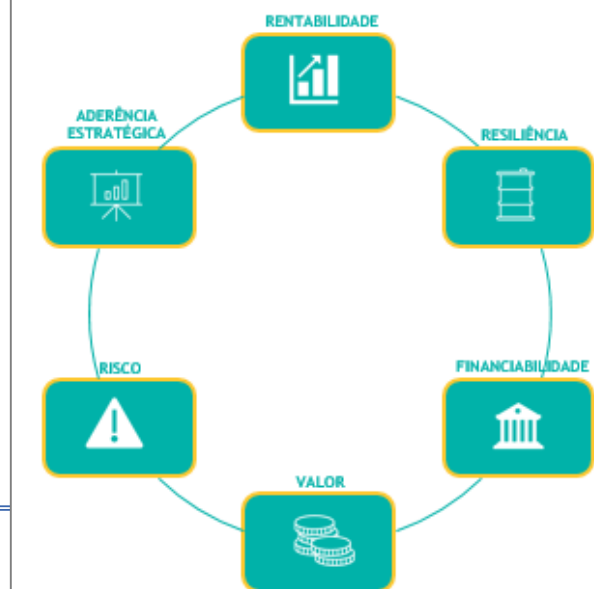 RENTABILIDADE
ADERÊNCIA
ESTRATÉGICA
RESILIÊNCIA
RISCO
FINANCIABILIDADE
VALOR